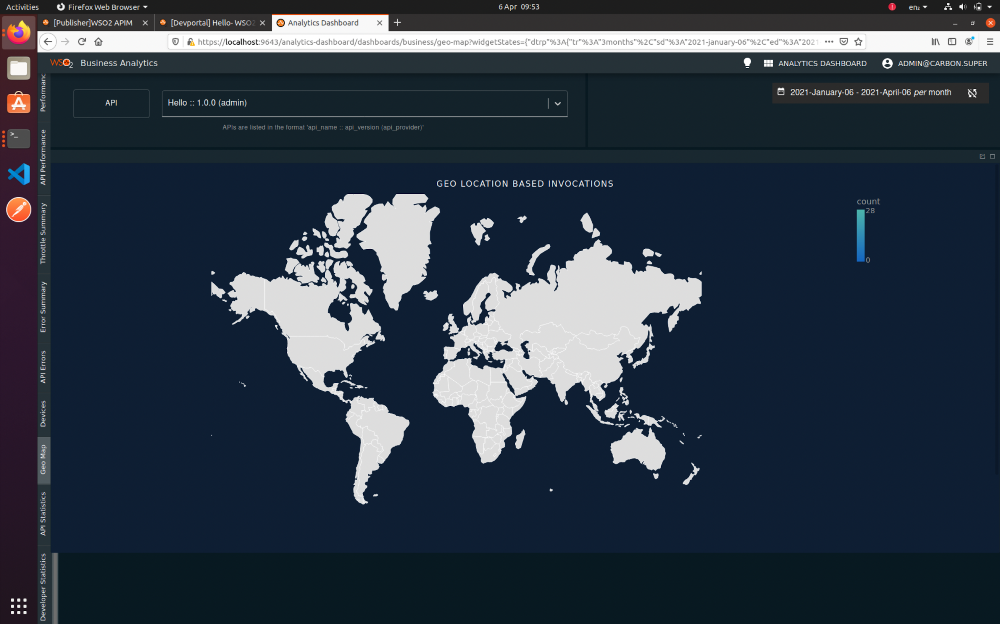 Activities
Firefox Web Browser
6 Apr 09:53
en₂
[Publisher]WSO2 APIM
[Devportal] Hello- WSO2
Analytics Dashboard
https://localhost:9643/analytics-dashboard/dashboards/business/geo-map?widgetStates={"dtrp"%3A{"tr"%3A"3months"%2C"sd"%3A"2021-january-06"%2C"ed"%3A"2021
WSO2
Business Analytics
ANALYTICS DASHBOARD
ADMIN@CARBON.SUPER
API
Hello :: 1.0.0 (admin)
APIs are listed in the format 'api_name :: api_version (api_provider)'
2021-January-06 - 2021-April-06 per month
Performanc
API Performance
Throttle Summary
Error Summary
API Errors
Devices
Geo Map
API Statistics
Developer Statistics
GEO LOCATION BASED INVOCATIONS
count
28
0